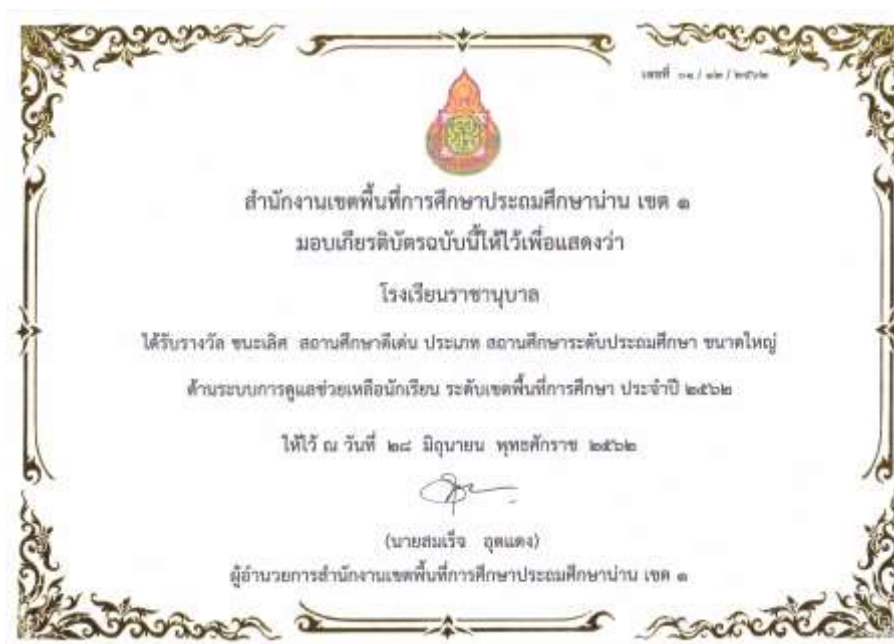 เลขที่
สำนักงานเขตพื้นที่การศึกษาประถมศึกษาน่าน เขต ๑
มอบเกียรติบัตรฉบับนี้ให้ไว้เพื่อแสดงว่า
โรงเรียนราชานุบาล
ได้รับรางวัล ชนะเลิศ สถานศึกษาดีเด่น ประเภท สถานศึกษาระดับประถมศึกษา ขนาดใหญ่
ด้านระบบการดูแลช่วยเหลือนักเรียน ระดับเขตพื้นที่การศึกษา ประจำปี ๒๕๖๒
ให้ไว้ ณ วันที่ ๒๘ มิถุนายน พุทธศักราช ๒๕๖๒
(นายสมเร็จ อุตแดง)
ผู้อำนวยการสำนักงานเขตพื้นที่การศึกษาประถมศึกษาน่าน เขต ๑